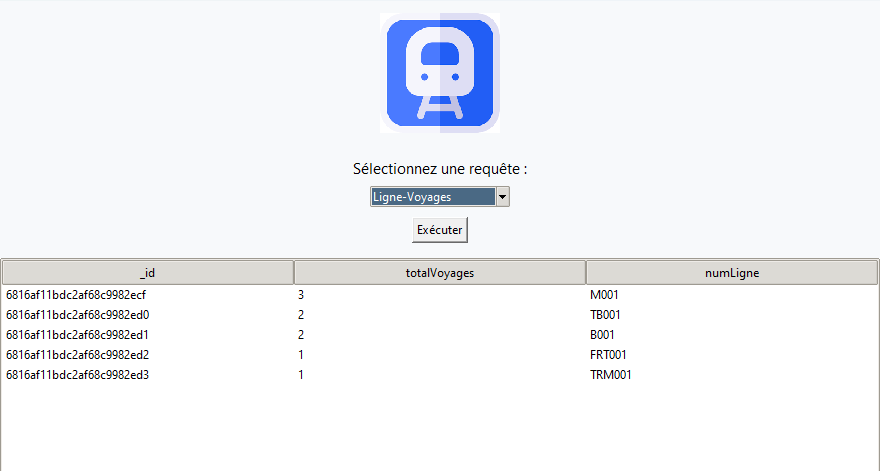 Sélectionnez une requête :
Ligne-Voyages
Exécuter
_id totalVoyages numLigne
6816af11bdc2af68c9982ecf 3 M001
6816af11bdc2af68c9982ed0 2 TB001
6816af11bdc2af68c9982ed1 2 B001
6816af11bdc2af68c9982ed2 1 FRT001
6816af11bdc2af68c9982ed3 1 TRM001